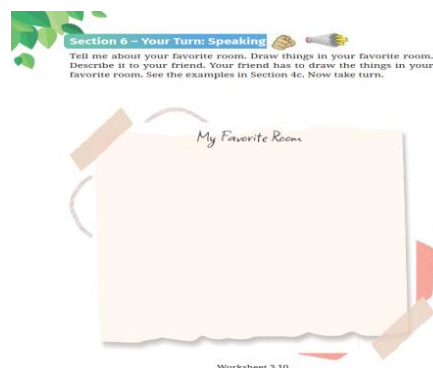 Section 6 – Your Turn: Speaking
Tell me about your favorite room. Draw things in your favorite room.
Describe it to your friend. Your friend has to draw the things in your
favorite room. See the examples in Section 4c. Now take turn.
My Favorite Room
Worksheet 3.10